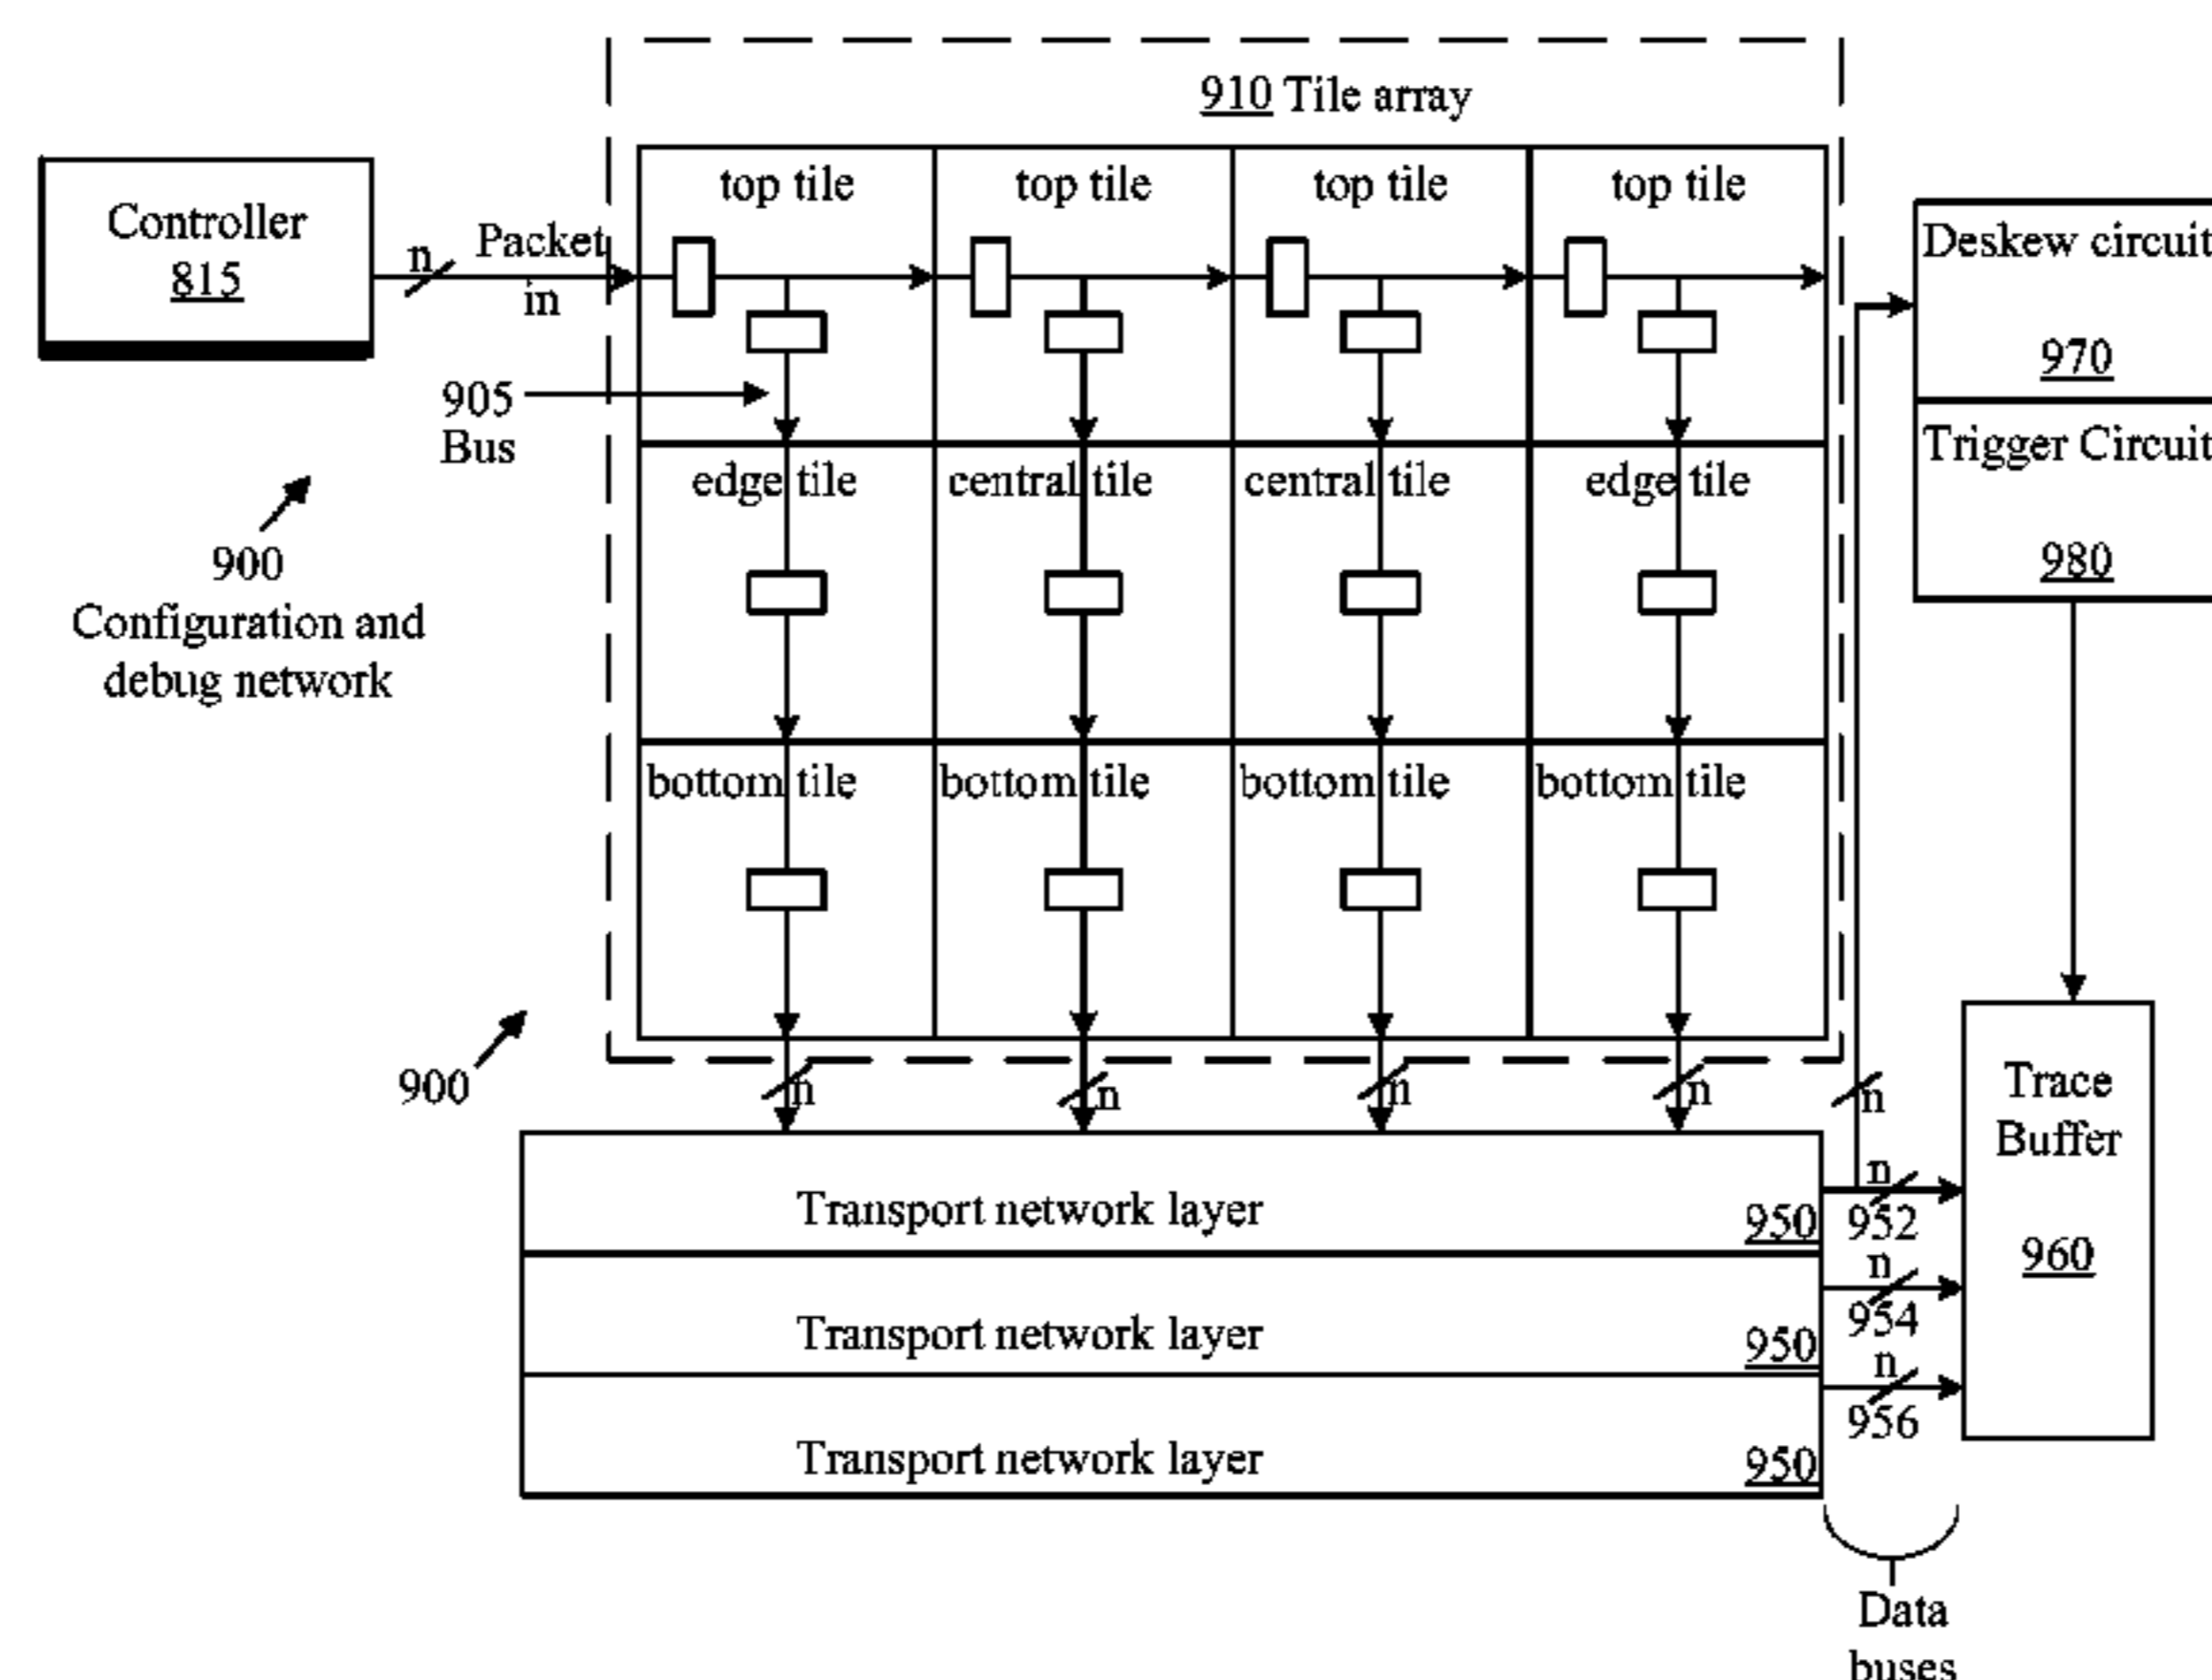 910 Tile array
Controller
815
n
Packet
in
top tile
top tile
top tile
top tile
Deskew circuit
970
905
Bus
Trigger Circuit
980
edge tile
central tile
central tile
edge tile
900
Configuration and
debug network
bottom tile
bottom tile
bottom tile
bottom tile
900
n
n
n
n
n
Trace
Buffer
960
Transport network layer
950
n
952
Transport network layer
950
n
954
Transport network layer
950
n
956
Data
buses